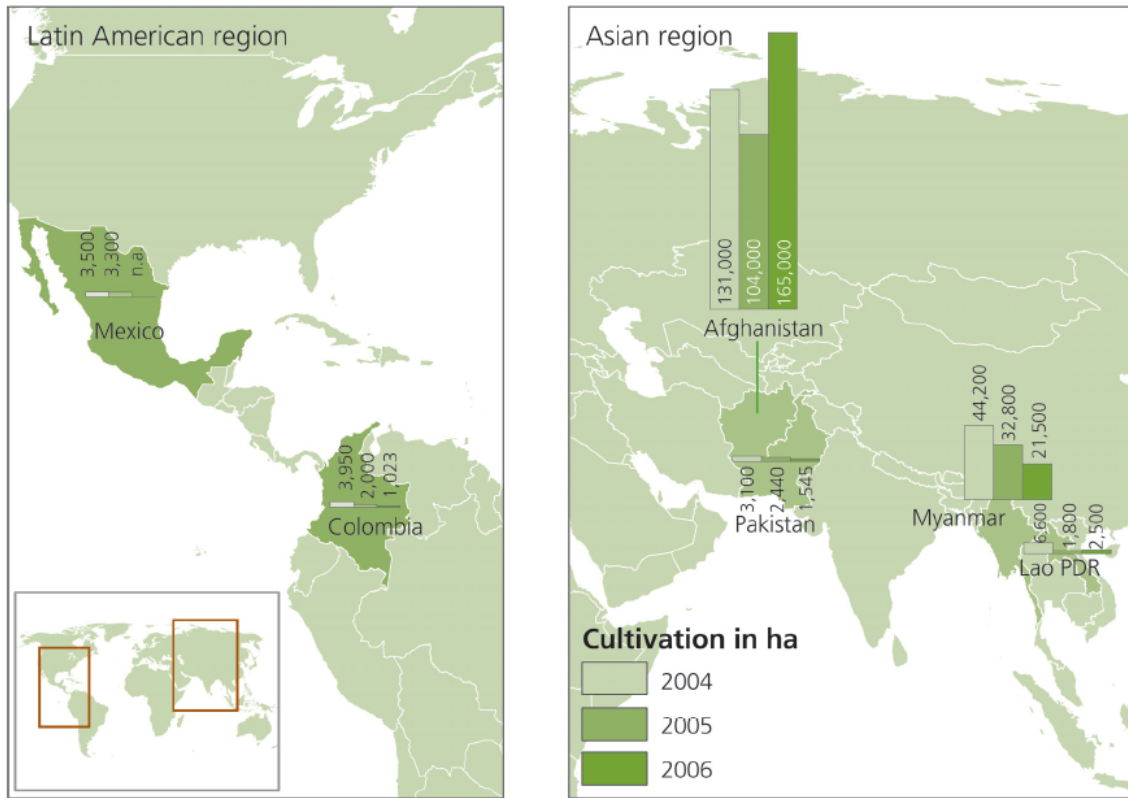 Latin American region
3,500
3,300
n.a
Mexico
3,950
2,000
1,023
Colombia
Asian region
131,000
104,000
165,000
Afghanistan
44,200
32,800
21,500
Myanmar
3,100
2,440
1,545
Pakistan
6,600
1,800
2,500
Lao PDR
Cultivation in ha
2004
2005
2006